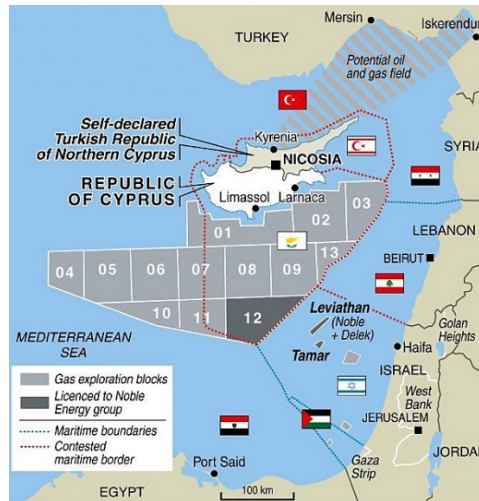 Mersin
Iskerendun
TURKEY
Potential oil
and gas field
Self-declared
Turkish Republic
of Northern Cyprus
Kyrenia
NICOSIA
SYRIA
REPUBLIC
OF CYPRUS
Limassol
Larnaca
03
02
01
LEBANON
BEIRUT
04
05
06
07
08
09
13
10
11
12
Leviathan
(Noble
+ Delek)
Tamar
Golan
Heights
Haifa
MEDITERRANEAN
SEA
ISRAEL
West
Bank
JERUSALEM
Gas exploration blocks
Licenced to Noble
Energy group
Maritime boundaries
Contested
maritime border
Gaza
Strip
JORDA
Port Said
EGYPT
100 km